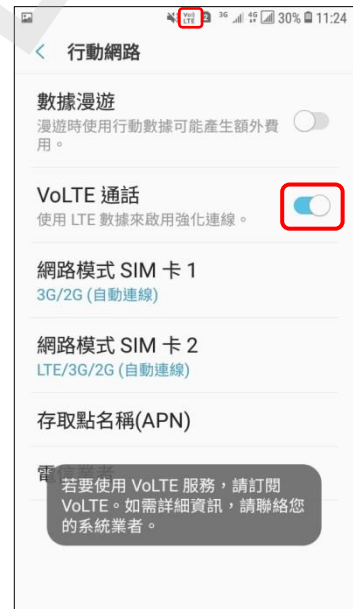 VoLTE 2 3G 4G 30% 11:24
行動網路
數據漫遊
漫遊時使用行動數據可能產生額外費
用。
VoLTE 通話
使用 LTE 數據來啟用強化連線。
網路模式 SIM 卡 1
3G/2G (自動連線)
網路模式 SIM 卡 2
LTE/3G/2G (自動連線)
存取點名稱(APN)
電信業者
若要使用 VoLTE 服務，請訂閱
VoLTE。如需詳細資訊，請聯絡您
的系統業者。